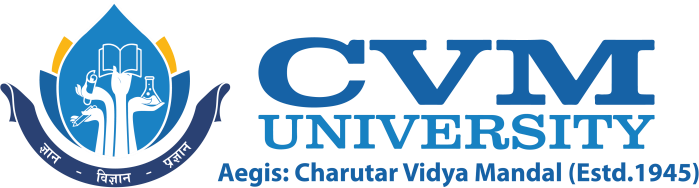 CVM
UNIVERSITY
Aegis: Charutar Vidya Mandal (Estd.1945)
ज्ञान - विज्ञान - प्रज्ञान